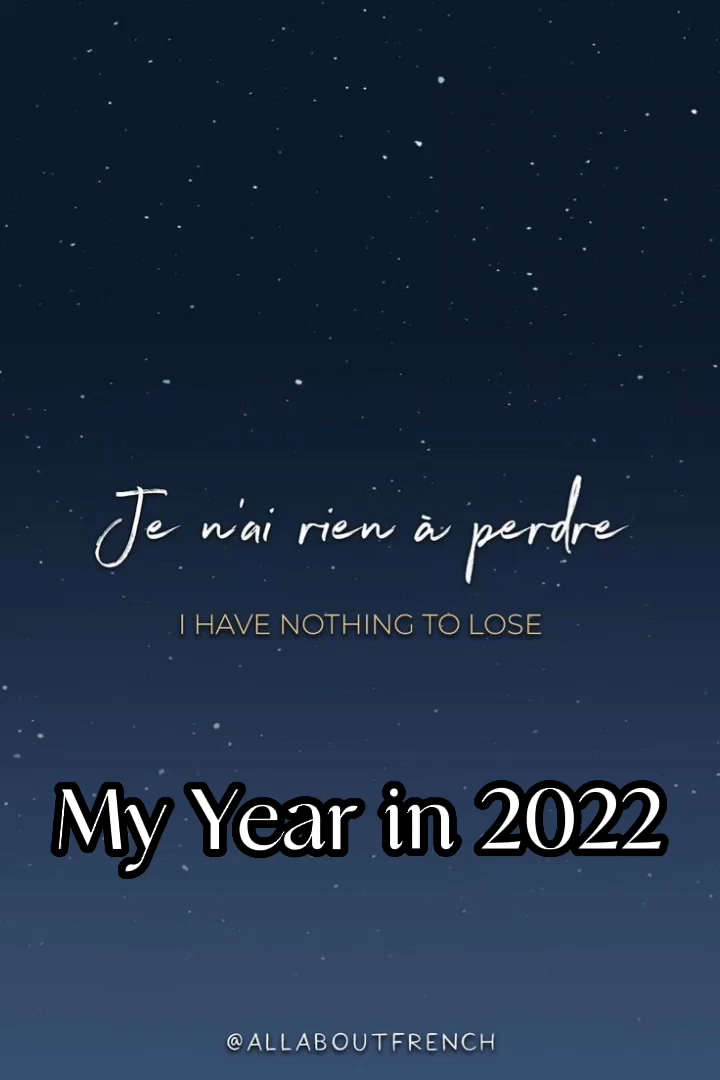 Je n'ai rien à perdre
I HAVE NOTHING TO LOSE
My Year in 2022
@ALLABOUTFRENCH